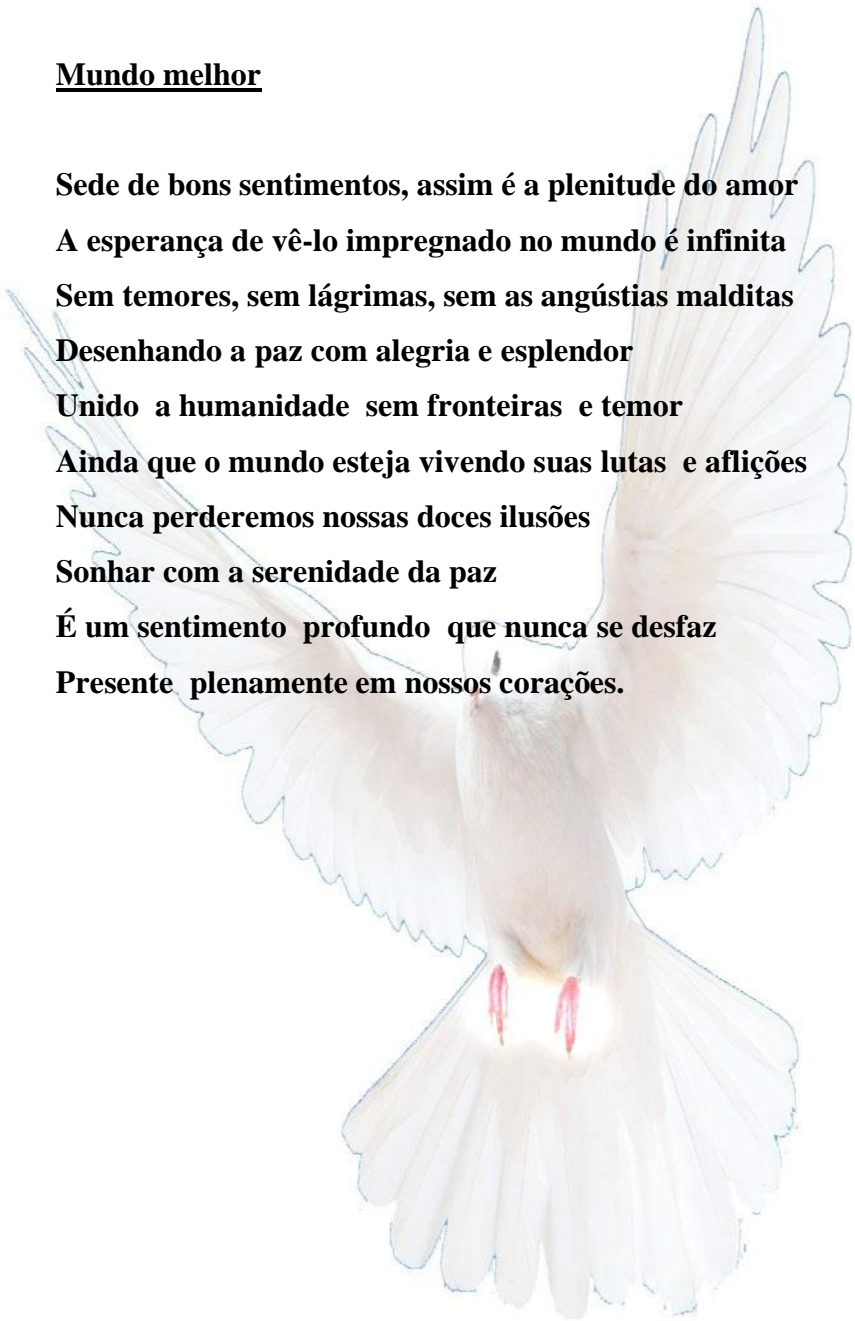 Mundo melhor
Sede de bons sentimentos, assim é a plenitude do amor
A esperança de vê-lo impregnado no mundo é infinita
Sem temores, sem lágrimas, sem as angústias malditas
Desenhando a paz com alegria e esplendor
Unido  a humanidade  sem fronteiras  e temor
Ainda que o mundo esteja vivendo suas lutas  e aflições
Nunca perderemos nossas doces ilusões
Sonhar com a serenidade da paz
É um sentimento  profundo  que nunca se desfaz
Presente  plenamente em nossos corações.